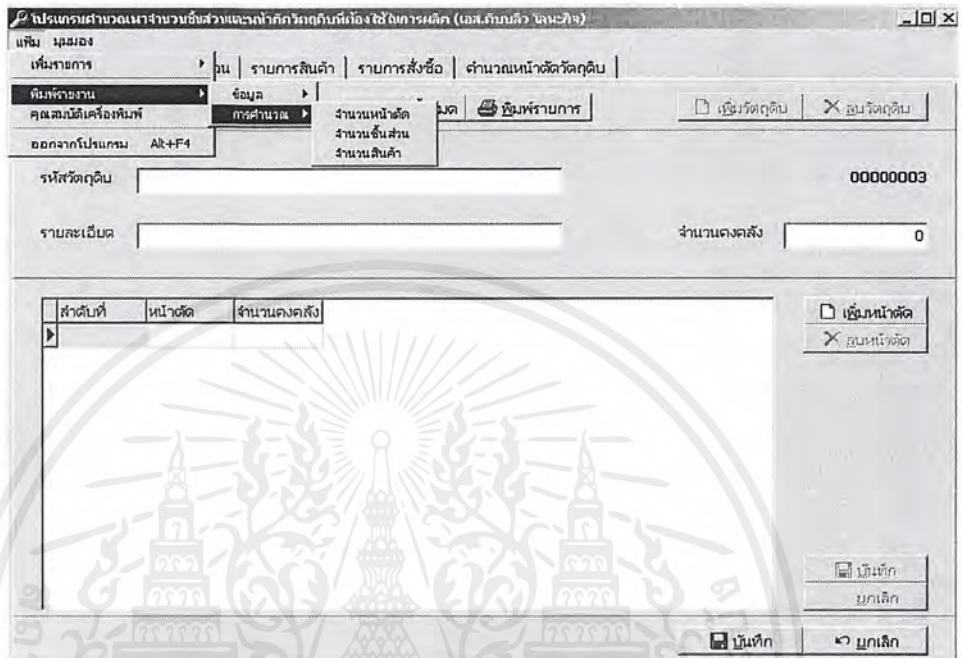 โปรแกรมคำนวณหาจำนวนชิ้นส่วนและหน้าตัดวัตถุดิบที่ต้องใช้ในการผลิต (เอส.ดับบลิว โลหะกิจ)
แฟ้ม มุมมอง
เพิ่มรายการ วน รายการสินค้า รายการสั่งซื้อ คำนวณหน้าตัดวัตถุดิบ
พิมพ์รายงาน ข้อมูล มด พิมพ์รายการ เพิ่มวัตถุดิบ ลบวัตถุดิบ
คุณสมบัติเครื่องพิมพ์ การคำนวณ จำนวนหน้าตัด
จำนวนชิ้นส่วน
ออกจากโปรแกรม Alt+F4 จำนวนสินค้า
รหัสวัตถุดิบ 00000003
รายละเอียด จำนวนคงคลัง 0
ลำดับที่ หน้าตัด จำนวนคงคลัง เพิ่มหน้าตัด
ลบหน้าตัด
บันทึก
ยกเลิก
บันทึก ยกเลิก